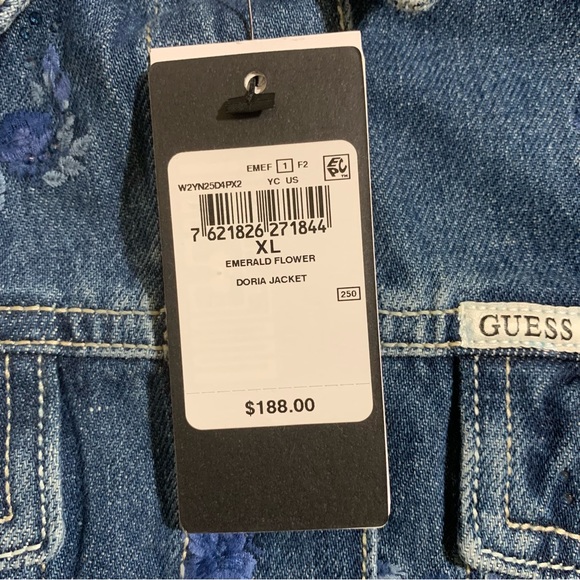 EMEF 1 F2
W2YN25D4PX2 YC US
7 621826 271844
XL
EMERALD FLOWER
DORIA JACKET
250
GUESS
$188.00